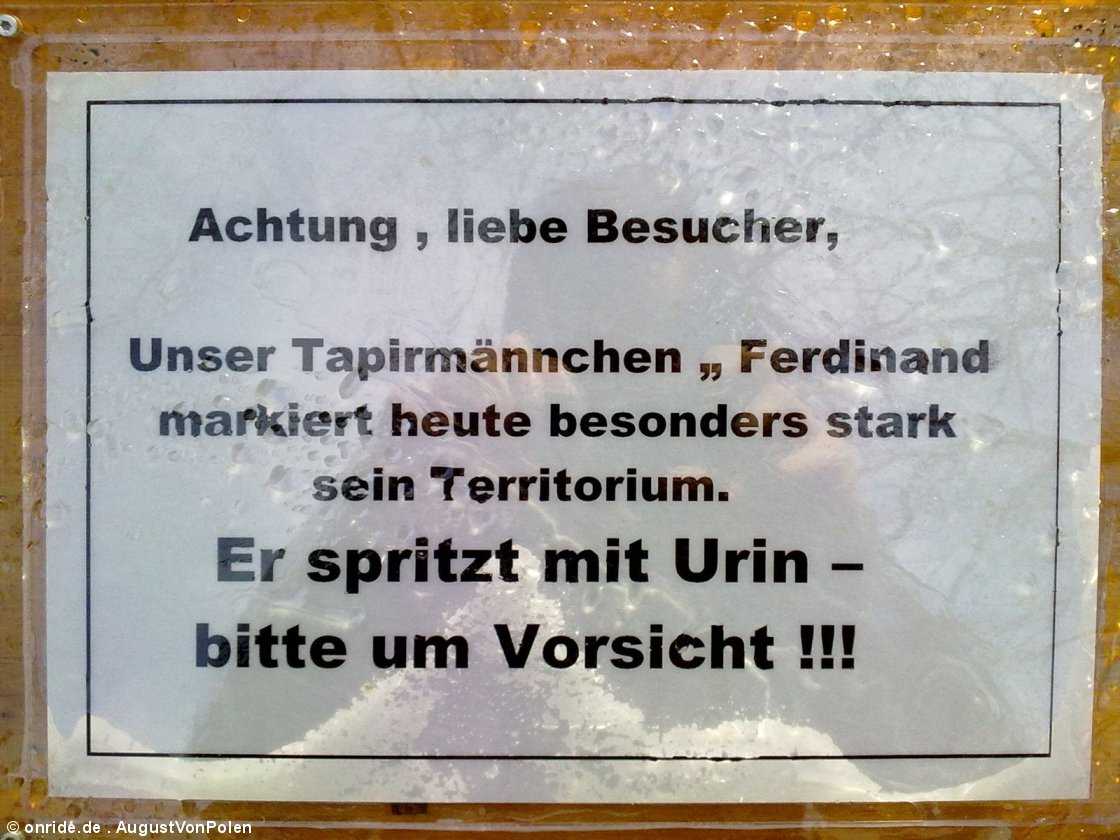 Achtung , liebe Besucher,
Unser Tapirmännchen „ Ferdinand
markiert heute besonders stark
sein Territorium.
Er spritzt mit Urin –
bitte um Vorsicht !!!
© onridé.de . AugustVonPolen